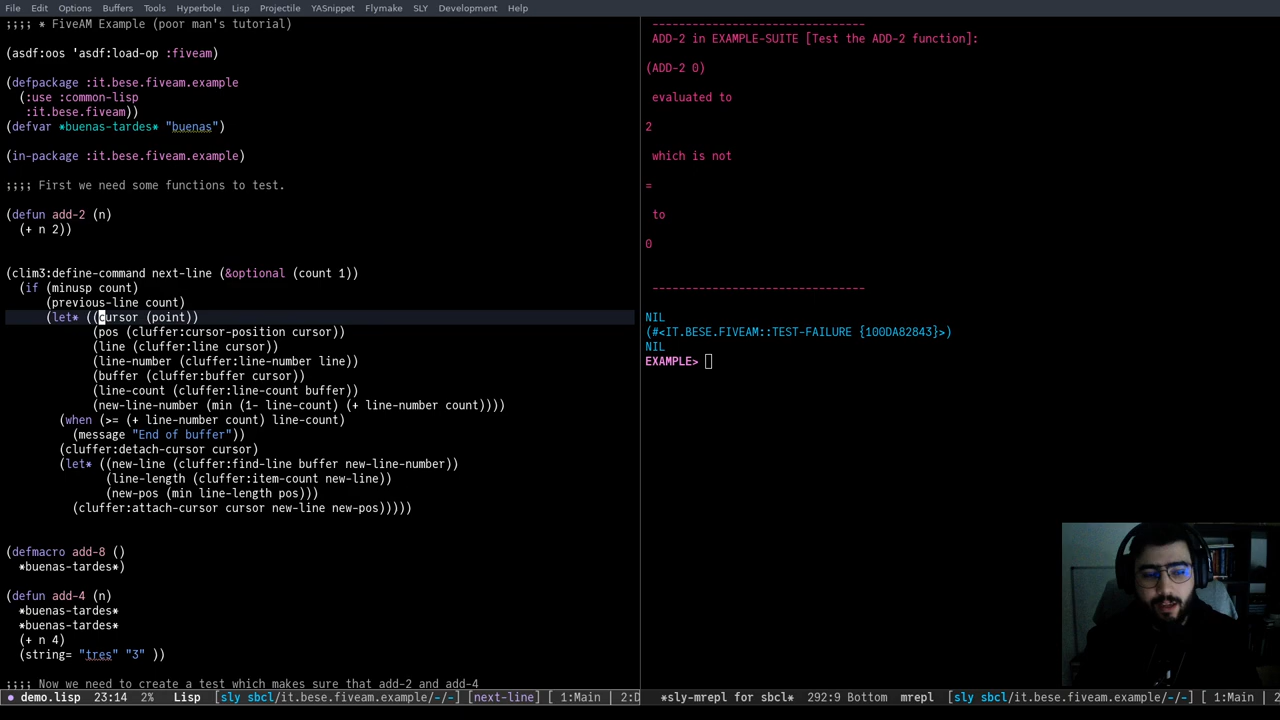 File Edit Options Buffers Tools Hyperbole Lisp Projectile YASnippet Flymake SLY Development Help
;;;; * FiveAM Example (poor man's tutorial)
(asdf:oos 'asdf:load-op :fiveam)
(defpackage :it.bese.fiveam.example
(:use :common-lisp
:it.bese.fiveam))
(defvar *buenas-tardes* "buenas")
(in-package :it.bese.fiveam.example)
;;;; First we need some functions to test.
(defun add-2 (n)
(+ n 2))
(clim3:define-command next-line (&optional (count 1))
(if (minusp count)
(previous-line count)
(let* ((cursor (point))
(pos (cluffer:cursor-position cursor))
(line (cluffer:line cursor))
(line-number (cluffer:line-number line))
(buffer (cluffer:buffer cursor))
(line-count (cluffer:line-count buffer))
(new-line-number (min (1- line-count) (+ line-number count))))
(when (>= (+ line-number count) line-count)
(message "End of buffer"))
(cluffer:detach-cursor cursor)
(let* ((new-line (cluffer:find-line buffer new-line-number))
(line-length (cluffer:item-count new-line))
(new-pos (min line-length pos)))
(cluffer:attach-cursor cursor new-line new-pos)))))
(defmacro add-8 ()
*buenas-tardes*)
(defun add-4 (n)
*buenas-tardes*
*buenas-tardes*
(+ n 4)
(string= "tres" "3" ))
;;;; Now we need to create a test which makes sure that add-2 and add-4
demo.lisp 23:14 2% Lisp [sly sbcl/it.bese.fiveam.example/-/-] [next-line] [ 1:Main | 2:D
-------------------------------
ADD-2 in EXAMPLE-SUITE [Test the ADD-2 function]:
(ADD-2 0)
evaluated to
2
which is not
=
to
0
-------------------------------
NIL
(#<IT.BESE.FIVEAM::TEST-FAILURE {100DA82843}>)
NIL
EXAMPLE>
*sly-mrepl for sbcl* 292:9 Bottom mrepl [sly sbcl/it.bese.fiveam.example/-/-] [ 1:Main | 2